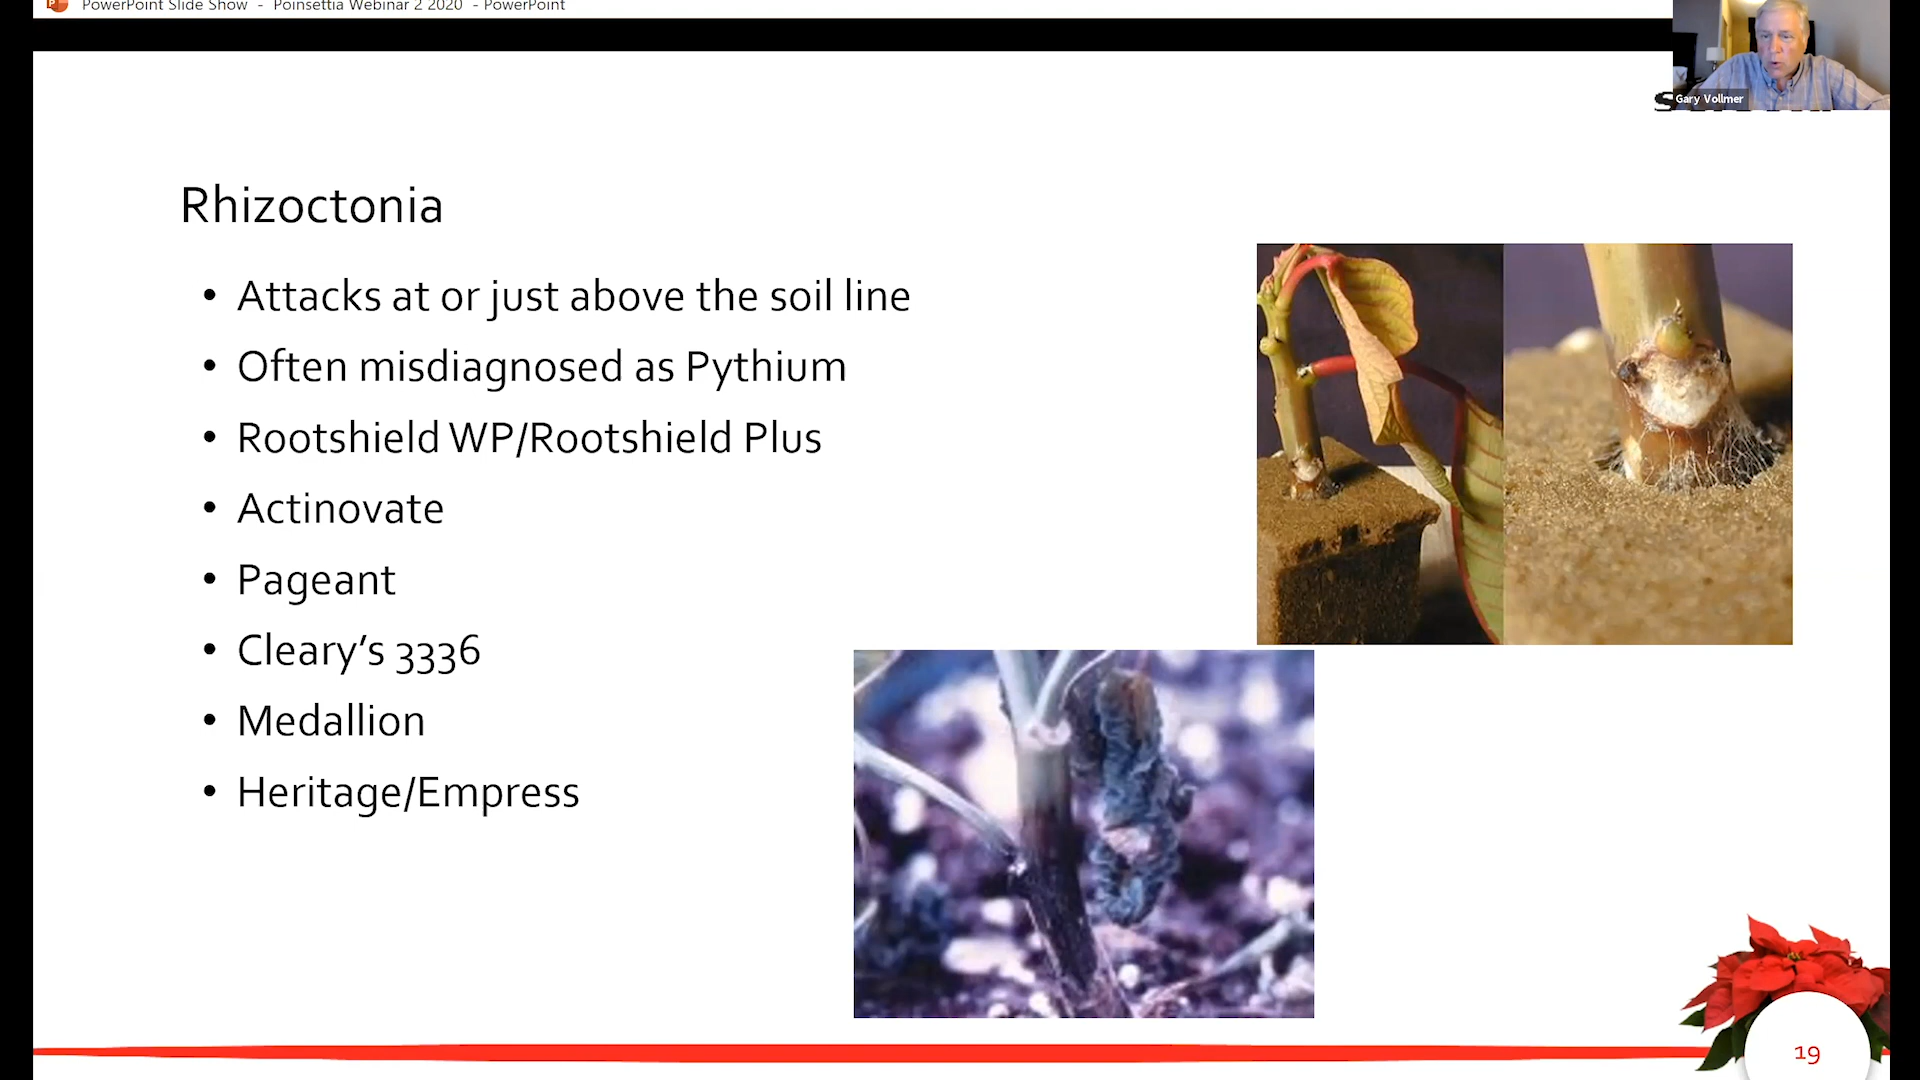 PowerPoint Slide Show - Poinsettia Webinar 2 2020 - PowerPoint
Gary Vollmer
Rhizoctonia
• Attacks at or just above the soil line
• Often misdiagnosed as Pythium
• Rootshield WP/Rootshield Plus
• Actinovate
• Pageant
• Cleary’s 3336
• Medallion
• Heritage/Empress
19